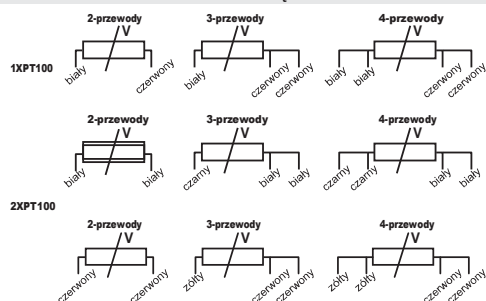 2-przewody 3-przewody 4-przewody
V V V
1XPT100
biały czerwony biały czerwony czerwony biały biały czerwony czerwony
2-przewody 3-przewody 4-przewody
V V V
biały biały czarny biały biały czarny czarny biały biały
2XPT100
2-przewody 3-przewody 4-przewody
V V V
czerwony czerwony żółty czerwony czerwony żółty żółty czerwony czerwony